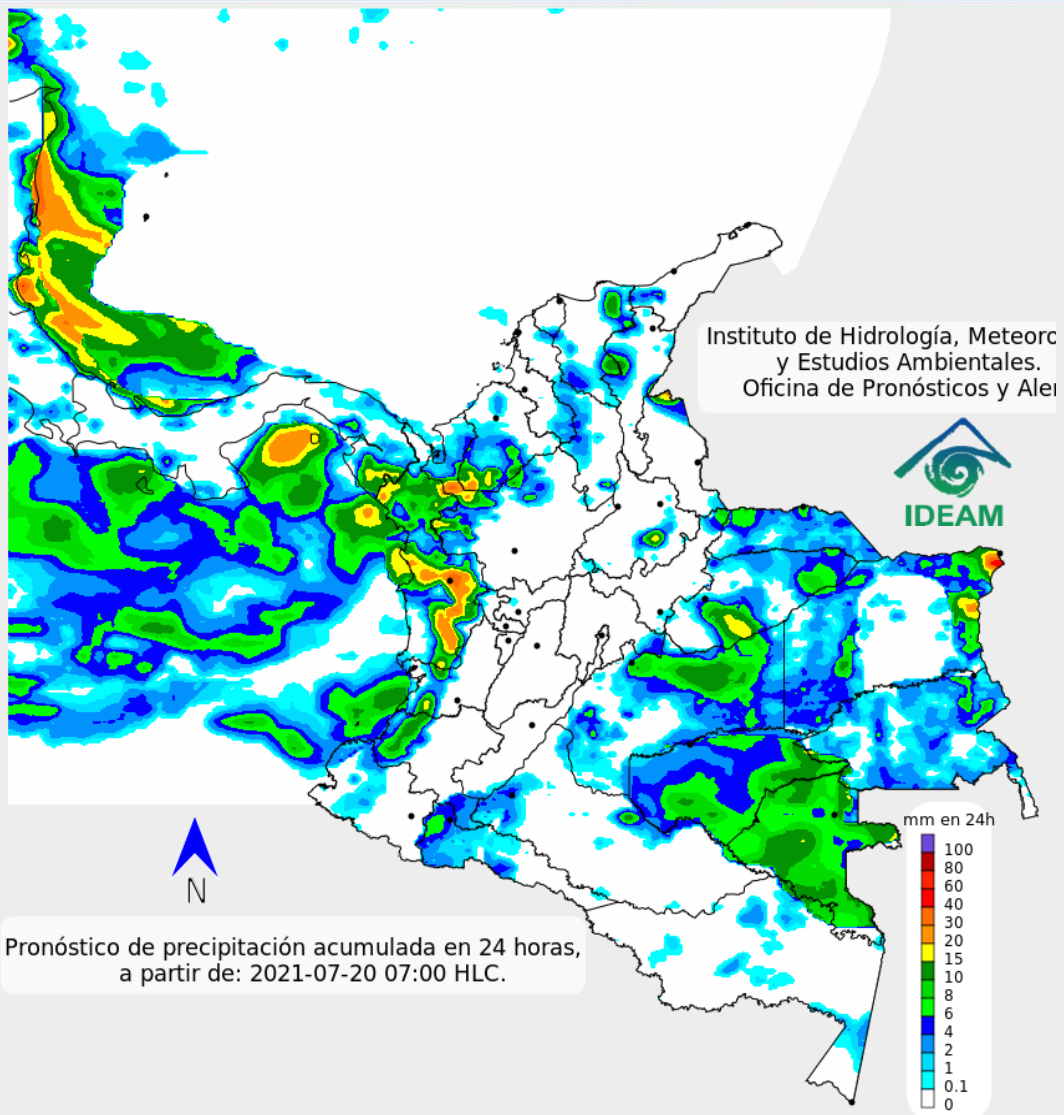 Instituto de Hidrología, Meteoro
y Estudios Ambientales.
Oficina de Pronósticos y Aler
IDEAM
N
Pronóstico de precipitación acumulada en 24 horas,
a partir de: 2021-07-20 07:00 HLC.
mm en 24h
100
80
60
40
30
20
15
10
8
6
4
2
1
0.1
0